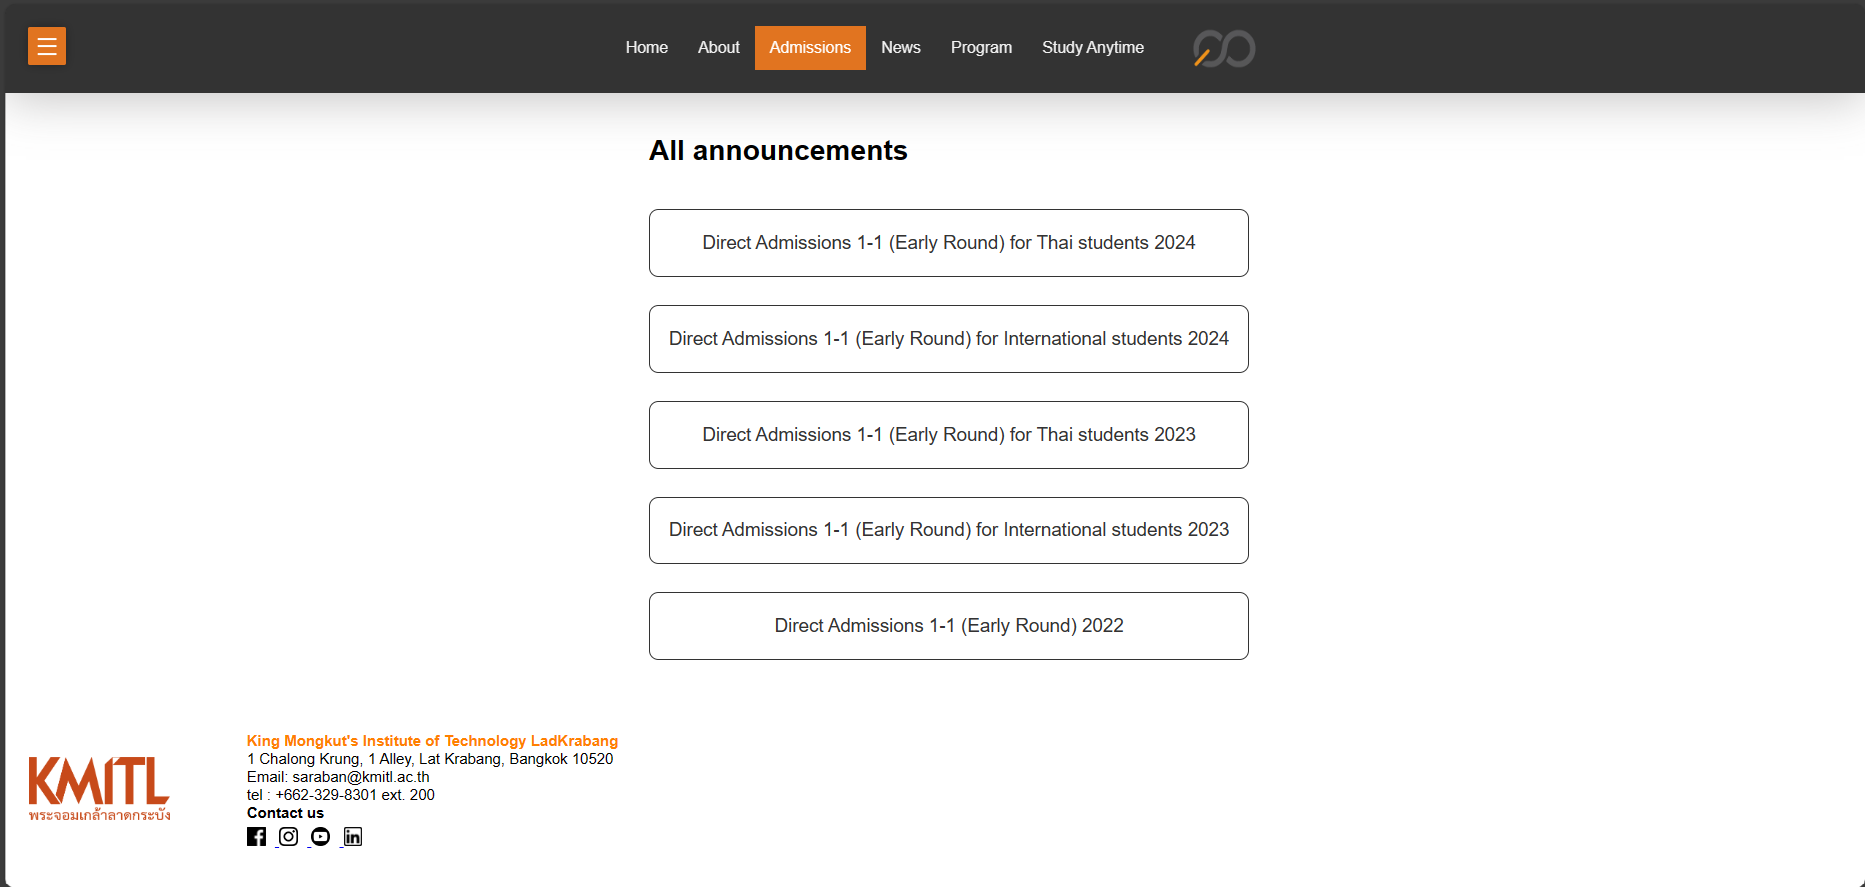 Home About Admissions News Program Study Anytime
All announcements
Direct Admissions 1-1 (Early Round) for Thai students 2024
Direct Admissions 1-1 (Early Round) for International students 2024
Direct Admissions 1-1 (Early Round) for Thai students 2023
Direct Admissions 1-1 (Early Round) for International students 2023
Direct Admissions 1-1 (Early Round) 2022
KMITL
พระจอมเกล้าลาดกระบัง
King Mongkut's Institute of Technology LadKrabang
1 Chalong Krung, 1 Alley, Lat Krabang, Bangkok 10520
Email: saraban@kmitl.ac.th
tel : +662-329-8301 ext. 200
Contact us